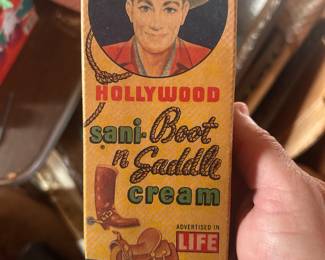 HOLLYWOOD
sani-Boot
n Saddle
cream
ADVERTISED IN
LIFE